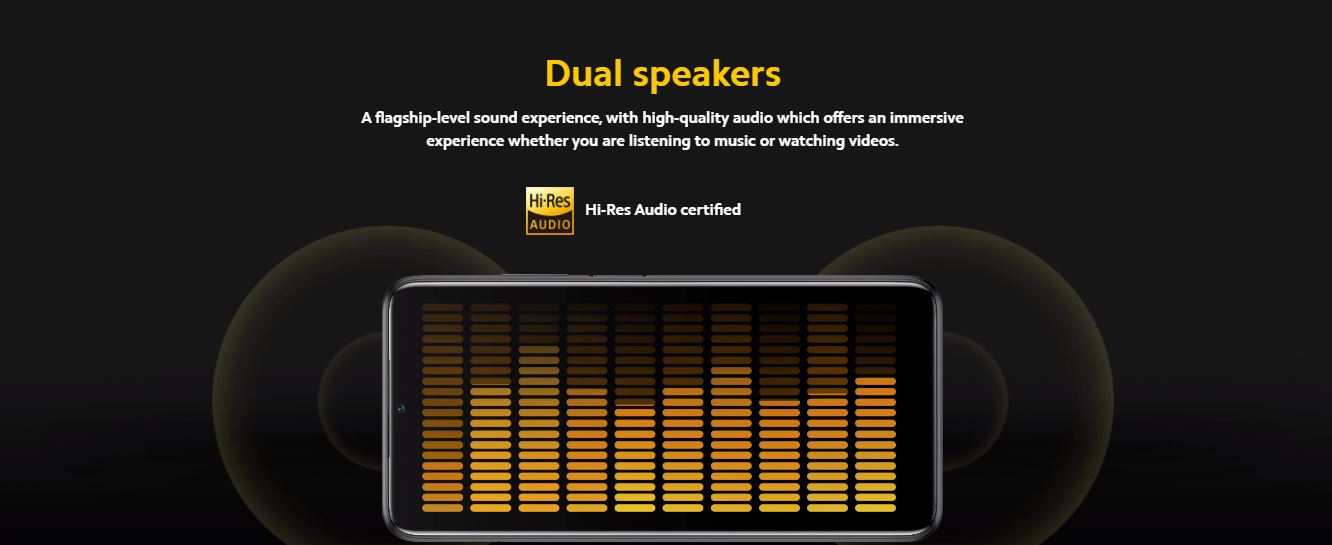 Dual speakers
A flagship-level sound experience, with high-quality audio which offers an immersive
experience whether you are listening to music or watching videos.
Hi-Res
AUDIO
Hi-Res Audio certified